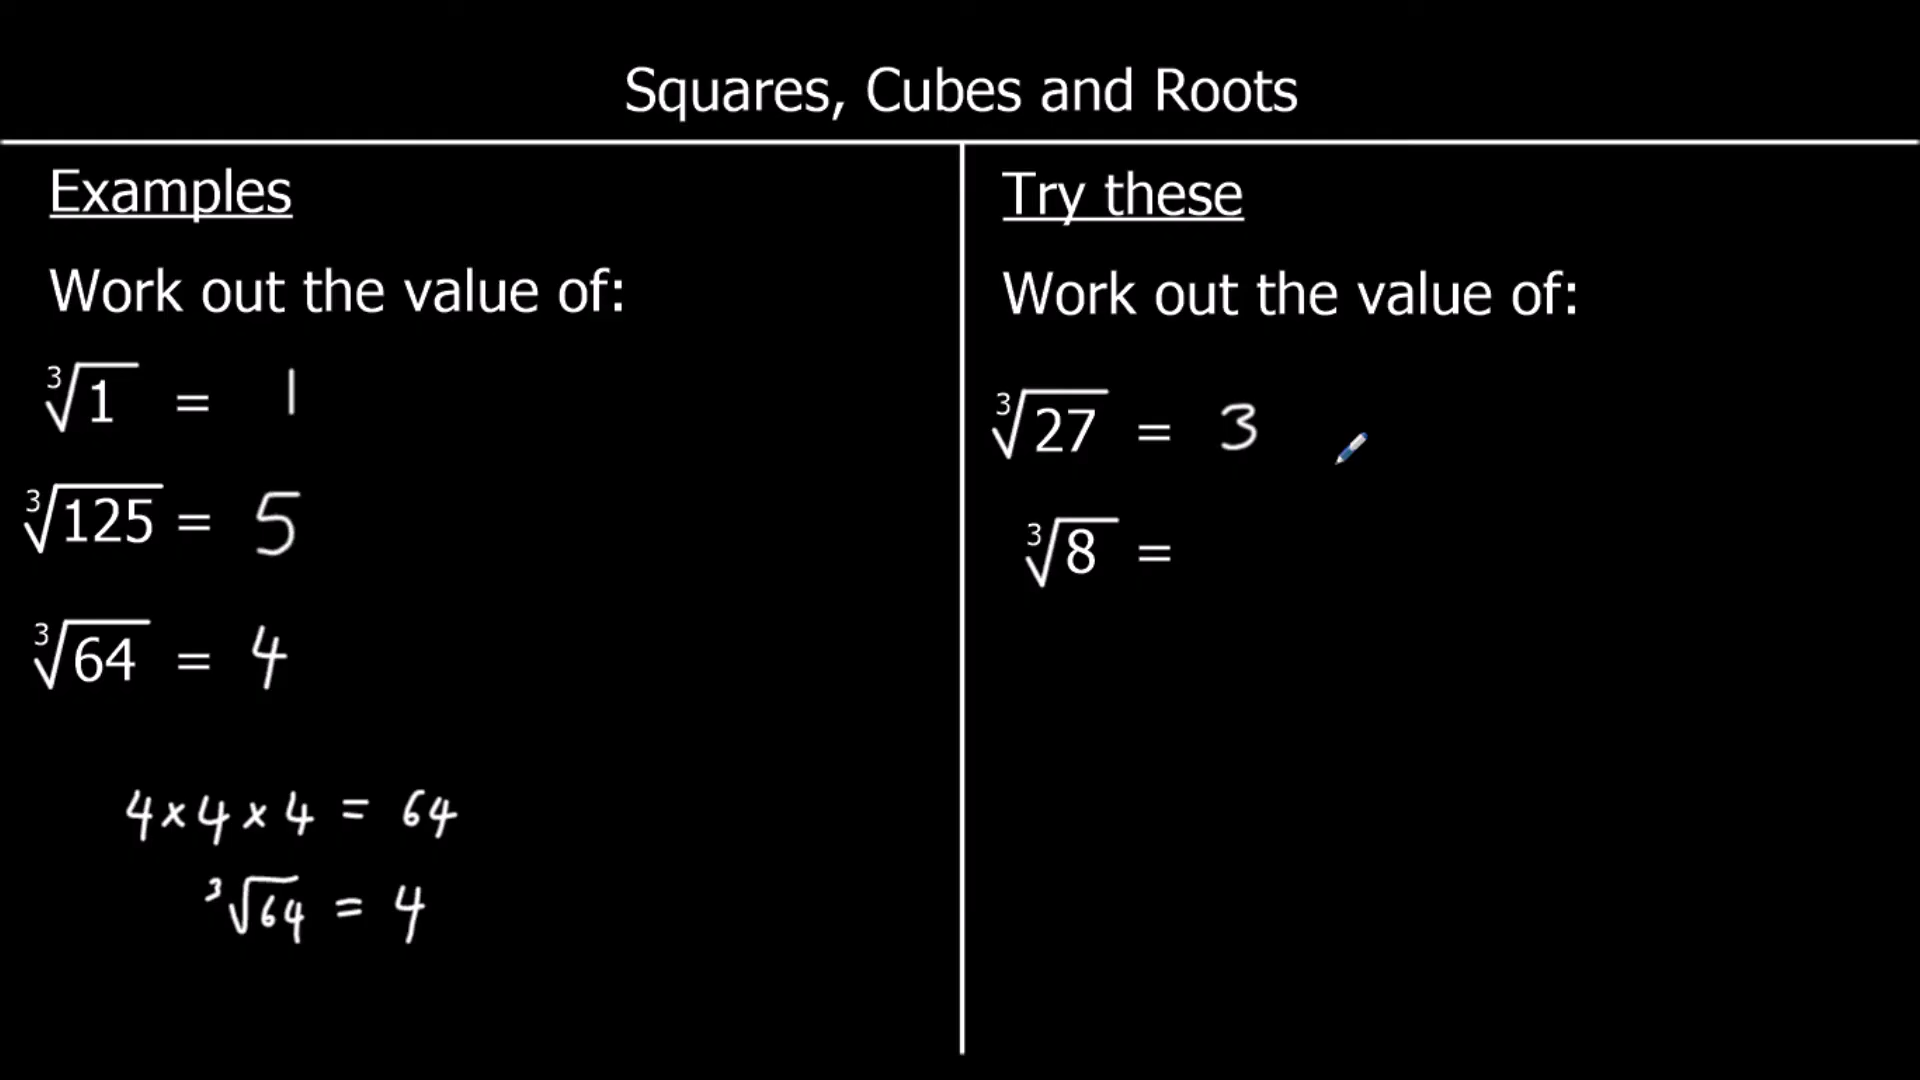 Squares, Cubes and Roots
Examples
Work out the value of:
∛1 = 1
∛125 = 5
∛64 = 4
4 × 4 × 4 = 64
∛64 = 4
Try these
Work out the value of:
∛27 = 3
∛8 =